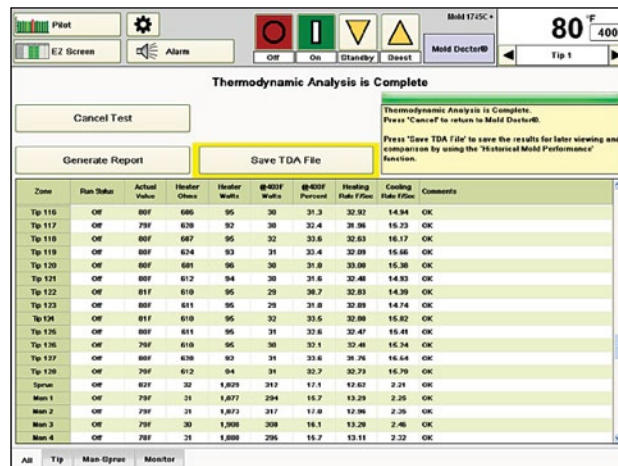 Pilot
EZ Screen
Alarm
Off On Standby Boost
Mold 1745C
Mold Doctor®
80 °F 400
Tip 1
Thermodynamic Analysis is Complete
Cancel Test
Generate Report
Save TDA File
Thermodynamic Analysis is Complete.
Press 'Cancel' to return to Mold Doctor®.
Press 'Save TDA File' to save the results for later viewing and
comparison by using the 'Historical Mold Performance'
function.
Zone Run Status Actual Value Heater Ohms Heater Watts @400F Watts @400F Percent Heating Rate F/Sec Cooling Rate F/Sec Comments
Tip 116 Off 80F 606 95 30 31.3 32.92 14.94 OK
Tip 117 Off 79F 620 92 30 32.4 31.96 15.23 OK
Tip 118 Off 80F 607 95 32 33.6 32.63 16.17 OK
Tip 119 Off 80F 624 93 31 33.4 32.09 15.66 OK
Tip 120 Off 80F 601 96 30 31.8 33.00 15.38 OK
Tip 121 Off 80F 612 94 30 31.6 32.48 14.93 OK
Tip 122 Off 81F 610 95 29 30.7 32.83 14.39 OK
Tip 123 Off 80F 611 95 29 31.0 32.89 14.74 OK
Tip 124 Off 81F 610 95 32 33.5 32.80 15.82 OK
Tip 125 Off 80F 611 95 31 32.6 32.47 15.41 OK
Tip 126 Off 79F 610 95 30 32.1 32.41 15.24 OK
Tip 127 Off 80F 620 93 31 33.6 31.76 16.64 OK
Tip 128 Off 79F 612 94 31 32.7 32.73 15.79 OK
Sprue Off 82F 32 1,829 312 17.1 12.62 2.21 OK
Man 1 Off 79F 31 1,877 294 15.7 13.29 2.25 OK
Man 2 Off 79F 31 1,873 317 17.0 12.96 2.35 OK
Man 3 Off 79F 30 1,908 308 16.1 13.20 2.46 OK
Man 4 Off 78F 31 1,880 295 15.7 13.11 2.32 OK
All Tip Man-Sprue Monitor